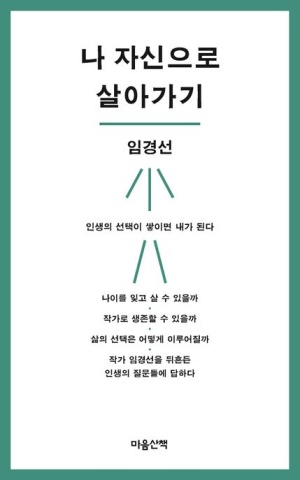 나 자신으로
살아가기
임경선
인생의 선택이 쌓이면 내가 된다
나이를 잊고 살 수 있을까
작가로 생존할 수 있을까
삶의 선택은 어떻게 이루어질까
작가 임경선을 뒤흔든
인생의 질문들에 답하다
마음산책